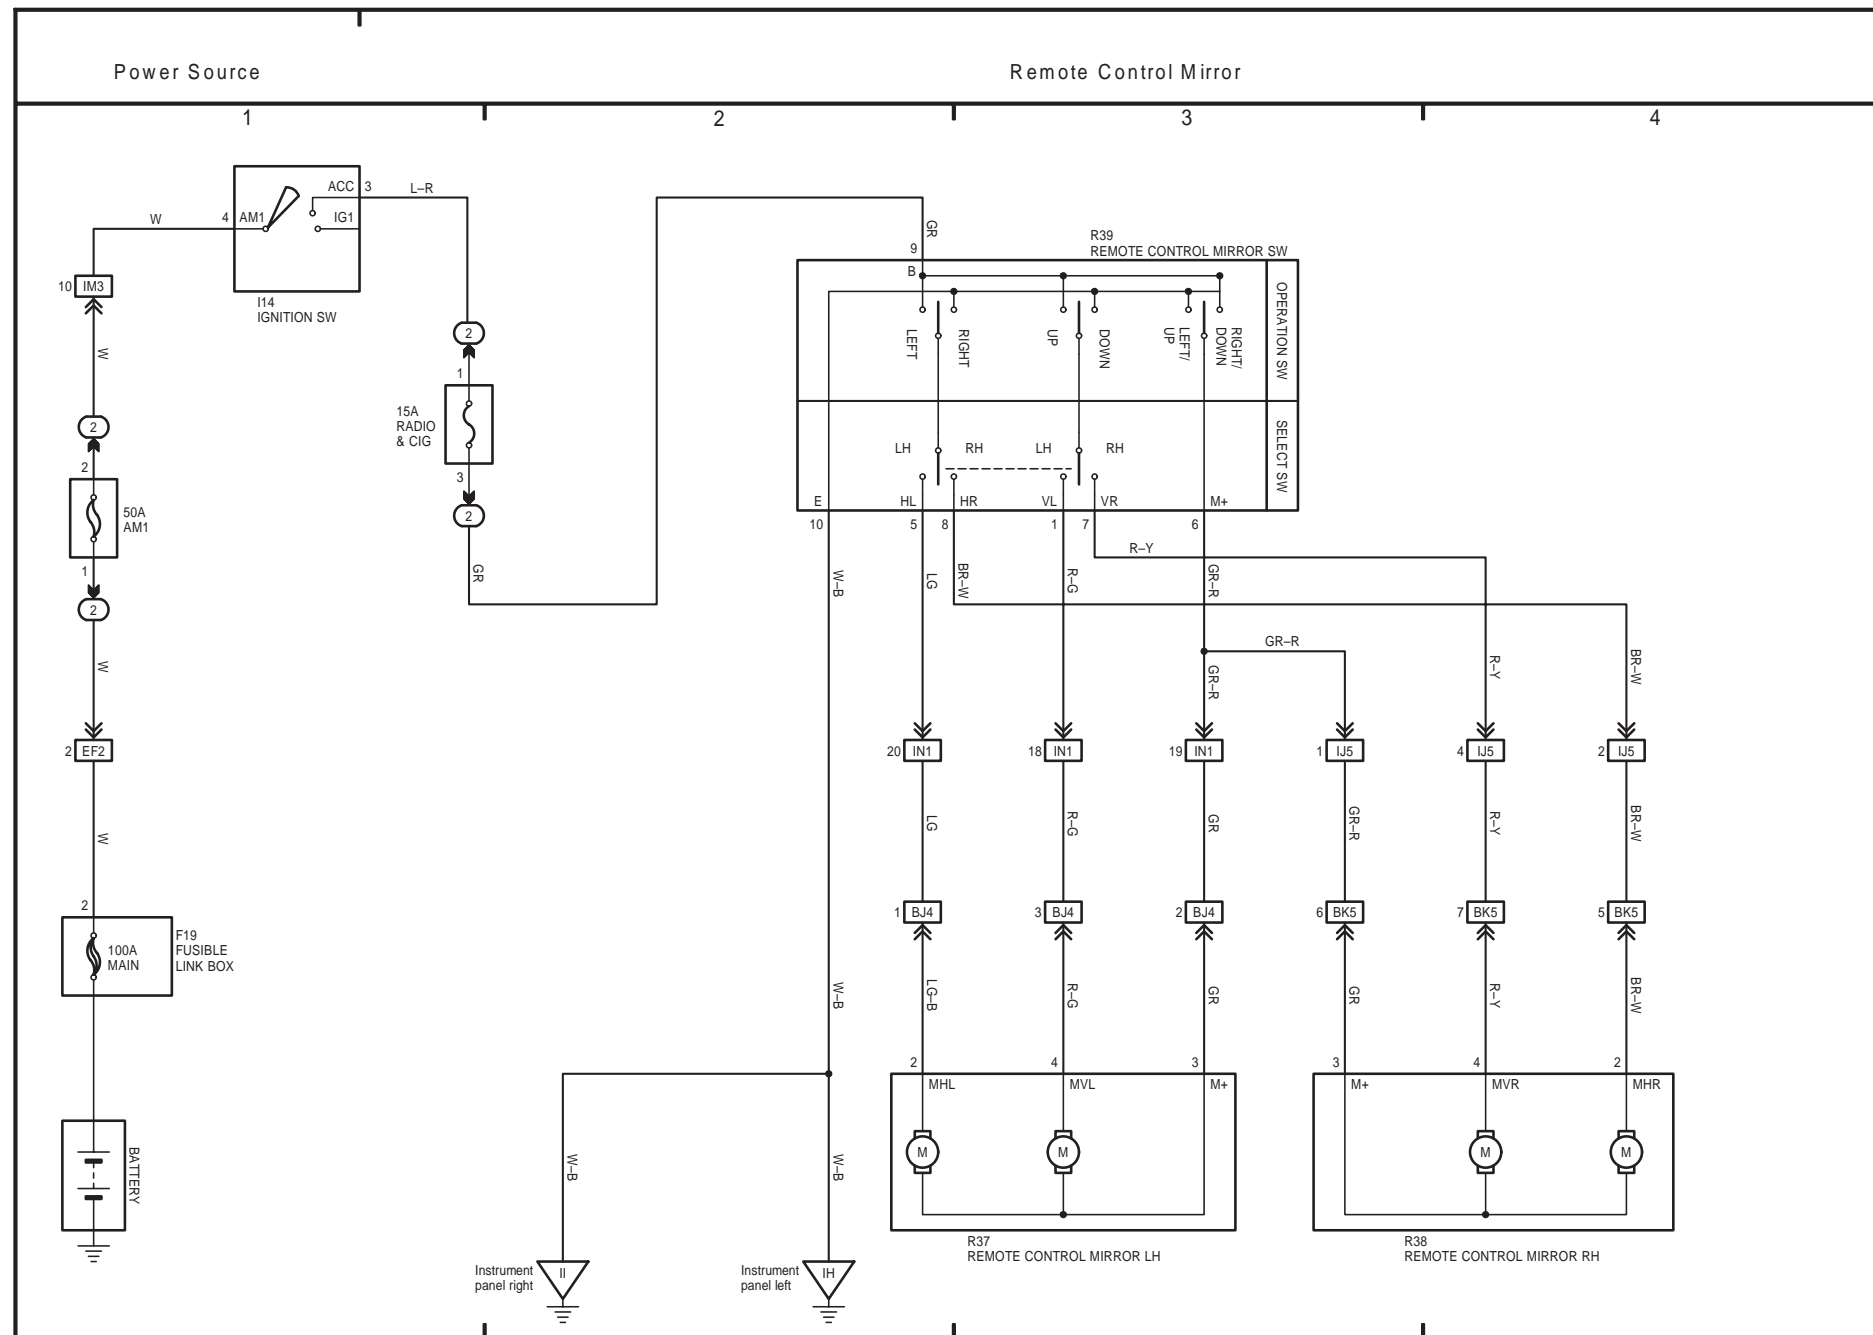 Power Source
Remote Control Mirror
1
2
3
4
ACC
3
L–R
W
4
AM1
IG1
I14
IGNITION SW
10
IM3
W
2
2
50A
AM1
1
2
W
2
EF2
W
2
100A
MAIN
F19
FUSIBLE
LINK BOX
BATTERY
2
1
15A
RADIO
& CIG
3
2
GR
GR
9
R39
REMOTE CONTROL MIRROR SW
B
LEFT
RIGHT
UP
DOWN
LEFT/
UP
RIGHT/
DOWN
OPERATION SW
LH
RH
LH
RH
SELECT SW
E
HL
HR
VL
VR
M+
10
5
8
1
7
6
R–Y
W–B
LG
BR–W
R–G
GR–R
GR–R
GR–R
R–Y
BR–W
20
IN1
18
IN1
19
IN1
1
IJ5
4
IJ5
2
IJ5
LG
R–G
GR
GR–R
R–Y
BR–W
1
BJ4
3
BJ4
2
BJ4
6
BK5
7
BK5
5
BK5
W–B
LG–B
R–G
GR
GR
R–Y
BR–W
2
4
3
3
4
2
MHL
MVL
M+
M+
MVR
MHR
M
M
M
M
W–B
W–B
R37
REMOTE CONTROL MIRROR LH
R38
REMOTE CONTROL MIRROR RH
Instrument
panel right
II
Instrument
panel left
IH